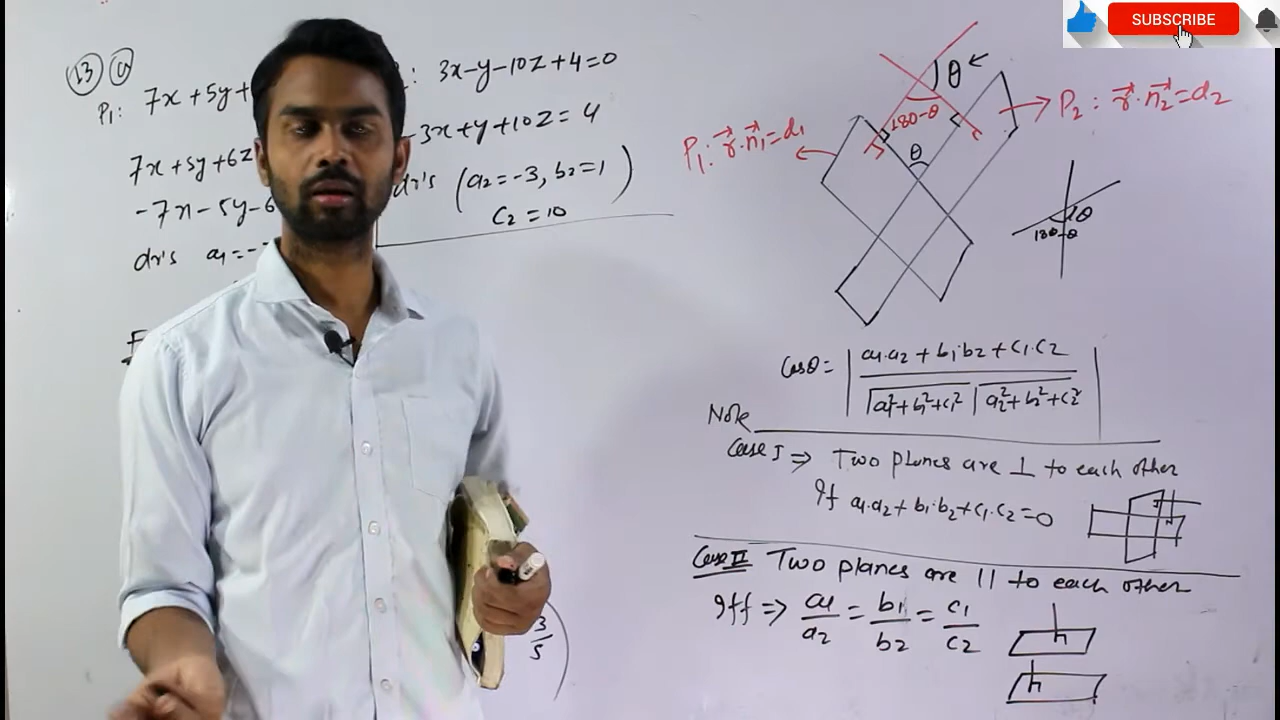 SUBSCRIBE
13 a
P1: 7x + 5y +
: 3x-y-10z+4=0
7x+5y+6z
-3x+y+10z = 4
-7x-5y-6
dr's (a2=-3, b2=1)
c2 = 10
dr's a1=-
θ
180-θ
θ
P1: r⃗.n⃗1=d1
P2 : r⃗.n⃗2=d2
θ
180-θ
Cosθ = | a1.a2 + b1.b2 + c1.c2 / √a1²+b1²+c1² √a2²+b2²+c2² |
Note
Case I ⇒ Two planes are ⊥ to each other
If a1.a2 + b1.b2 + c1.c2 = 0
Case II Two planes are || to each other
Iff ⇒ a1/a2 = b1/b2 = c1/c2
3/5